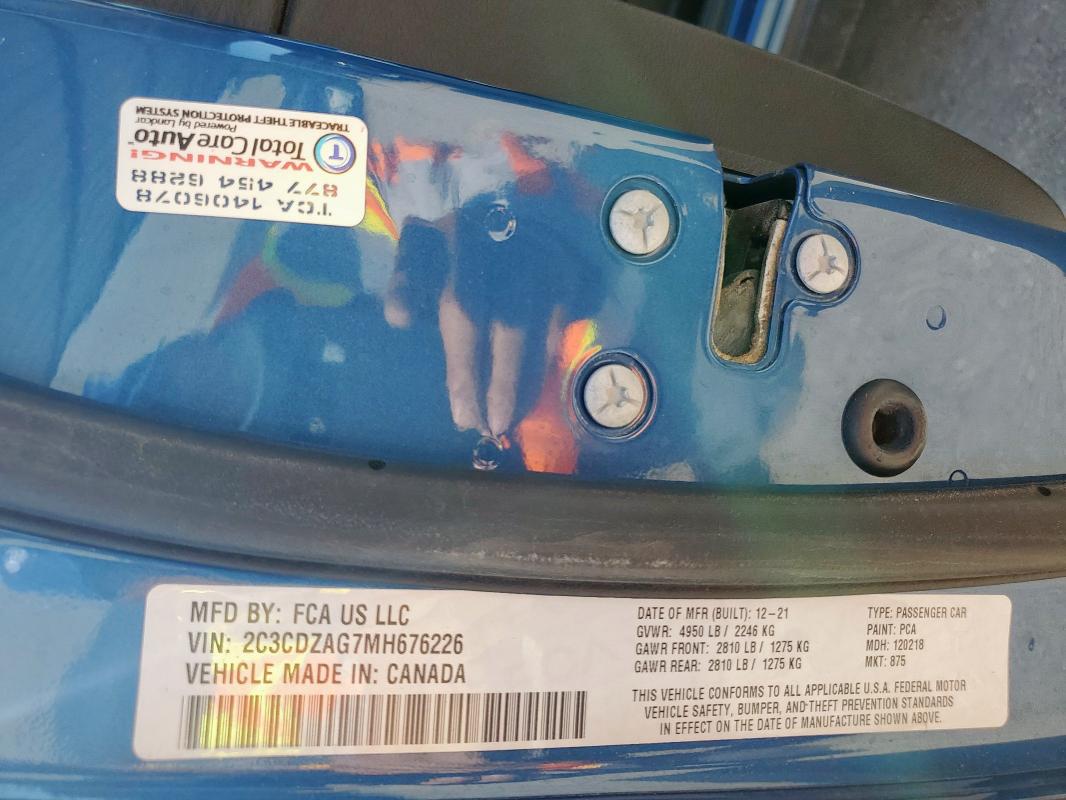 TCA 1406078
877 454 6288
WARNING!
T Total Care Auto
Powered by Landcar
TRACEABLE THEFT PROTECTION SYSTEM
MFD BY: FCA US LLC
VIN: 2C3CDZAG7MH676226
VEHICLE MADE IN: CANADA
DATE OF MFR (BUILT): 12-21
GVWR: 4950 LB / 2246 KG
GAWR FRONT: 2810 LB / 1275 KG
GAWR REAR: 2810 LB / 1275 KG
TYPE: PASSENGER CAR
PAINT: PCA
MDH: 120218
MKT: 875
THIS VEHICLE CONFORMS TO ALL APPLICABLE U.S.A. FEDERAL MOTOR
VEHICLE SAFETY, BUMPER, AND THEFT PREVENTION STANDARDS
IN EFFECT ON THE DATE OF MANUFACTURE SHOWN ABOVE.